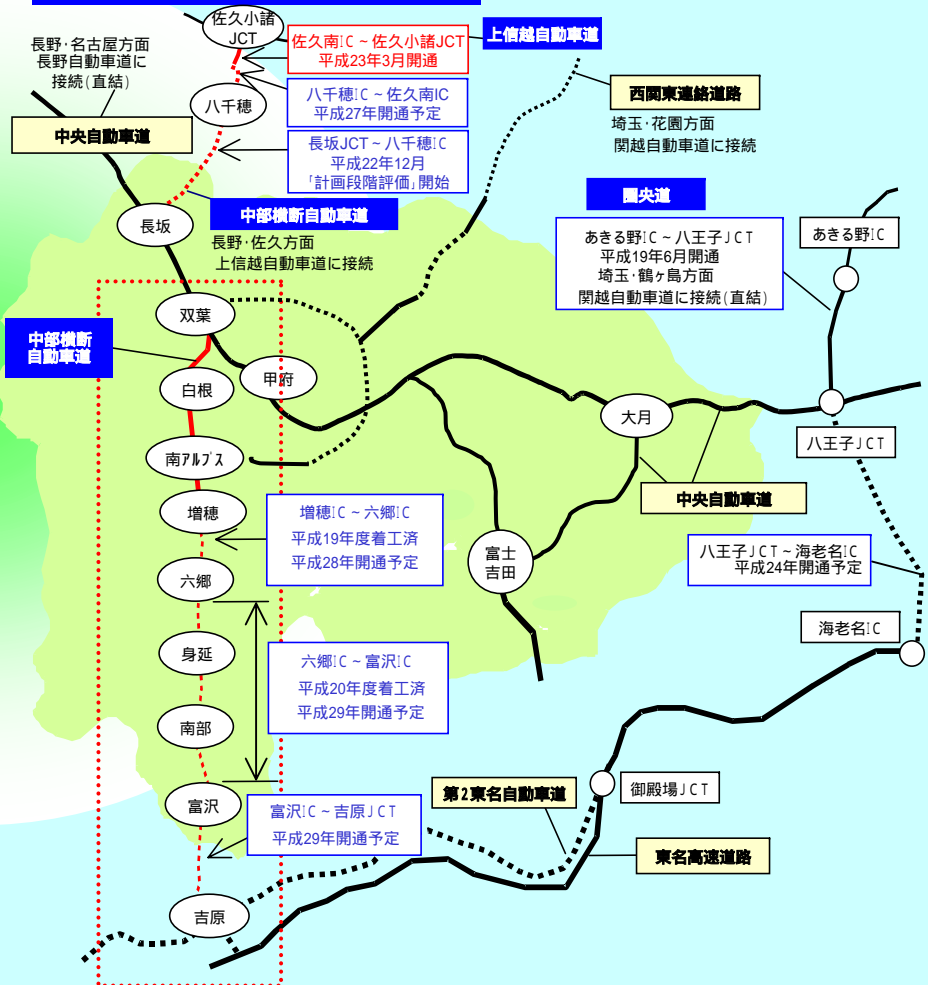 佐久小諸
JCT
長野･名古屋方面
長野自動車道に
接続(直結)
佐久南IC～佐久小諸JCT
平成23年3月開通
上信越自動車道
八千穂IC～佐久南IC
平成27年開通予定
八千穂
西関東連絡道路
埼玉･花園方面
関越自動車道に接続
中央自動車道
長坂JCT～八千穂IC
平成22年12月
｢計画段階評価｣開始
圏央道
中部横断自動車道
長野･佐久方面
上信越自動車道に接続
長坂
あきる野IC～八王子JCT
平成19年6月開通
埼玉･鶴ヶ島方面
関越自動車道に接続(直結)
あきる野IC
双葉
中部横断
自動車道
白根
甲府
大月
八王子JCT
南ｱﾙﾌﾟｽ
中央自動車道
増穂
増穂IC～六郷IC
平成19年度着工済
平成28年開通予定
富士
吉田
八王子JCT～海老名IC
平成24年開通予定
六郷
海老名IC
身延
六郷IC～富沢IC
平成20年度着工済
平成29年開通予定
南部
富沢
第2東名自動車道
御殿場JCT
富沢IC～吉原JCT
平成29年開通予定
東名高速道路
吉原